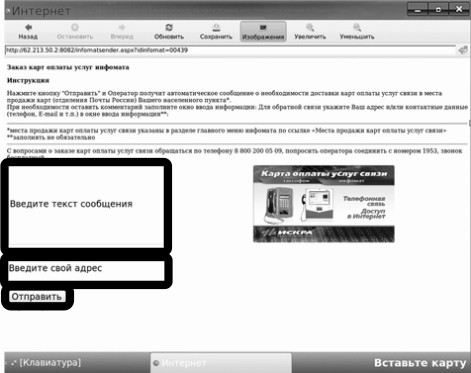 Интернет
Назад Остановить Вперед Обновить Сохранить Изображения Увеличить Уменьшить
http://62.213.50.2:8082/infomatsender.aspx?idinfomat=00439
Заказ карт оплаты услуг инфомата
Инструкция
Нажмите кнопку "Отправить" и Оператор получит автоматическое сообщение о необходимости доставки карт оплаты услуг связи в места
продажи карт (отделения Почты России) Вашего населенного пункта*.
При необходимости оставить комментарий заполните окно ввода информации: Для обратной связи укажите Ваш адрес и/или контактные данные
(телефон, E-mail и т.п.) в окне ввода информации**:
*места продажи карт оплаты услуг связи указаны в разделе главного меню инфомата по ссылке «Места продажи карт оплаты услуг связи»
**заполнять не обязательно
С вопросами о заказе карт оплаты услуг связи обращаться по телефону 8 800 200 05 09, попросить оператора соединить с номером 1953, звонок
бесплатный
Введите текст сообщения
Карта оплаты услуг связи
таксофон инфомат
Телефонная
связь
Доступ
в Интернет
ИСКРА
Введите свой адрес
Отправить
[Клавиатура] Интернет Вставьте карту